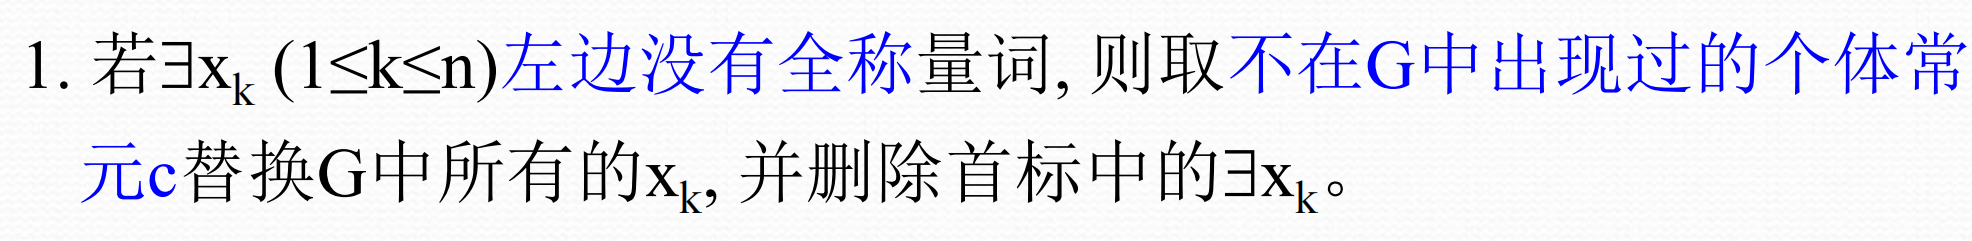 1. 若∃xₖ (1≤k≤n)左边没有全称量词, 则取不在G中出现过的个体常
元c替换G中所有的xₖ, 并删除首标中的∃xₖ。